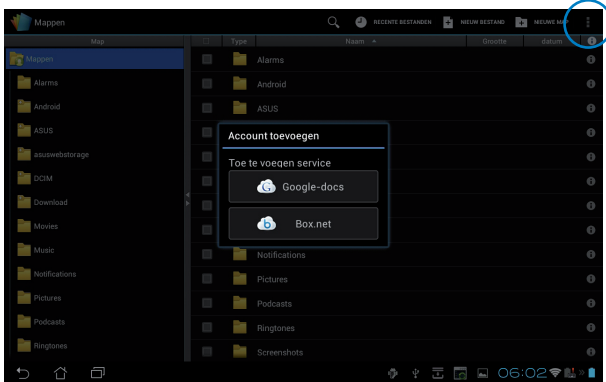 Mappen
RECENTE BESTANDEN
NIEUW BESTAND
NIEUWE MAP
Map
Type
Naam
Grootte
datum
Mappen
Alarms
Android
ASUS
asuswebstorage
DCIM
Download
Movies
Music
Notifications
Pictures
Podcasts
Ringtones
Alarms
Android
ASUS
Account toevoegen
Toe te voegen service
Google-docs
Box.net
Notifications
Pictures
Podcasts
Ringtones
Screenshots
06:02